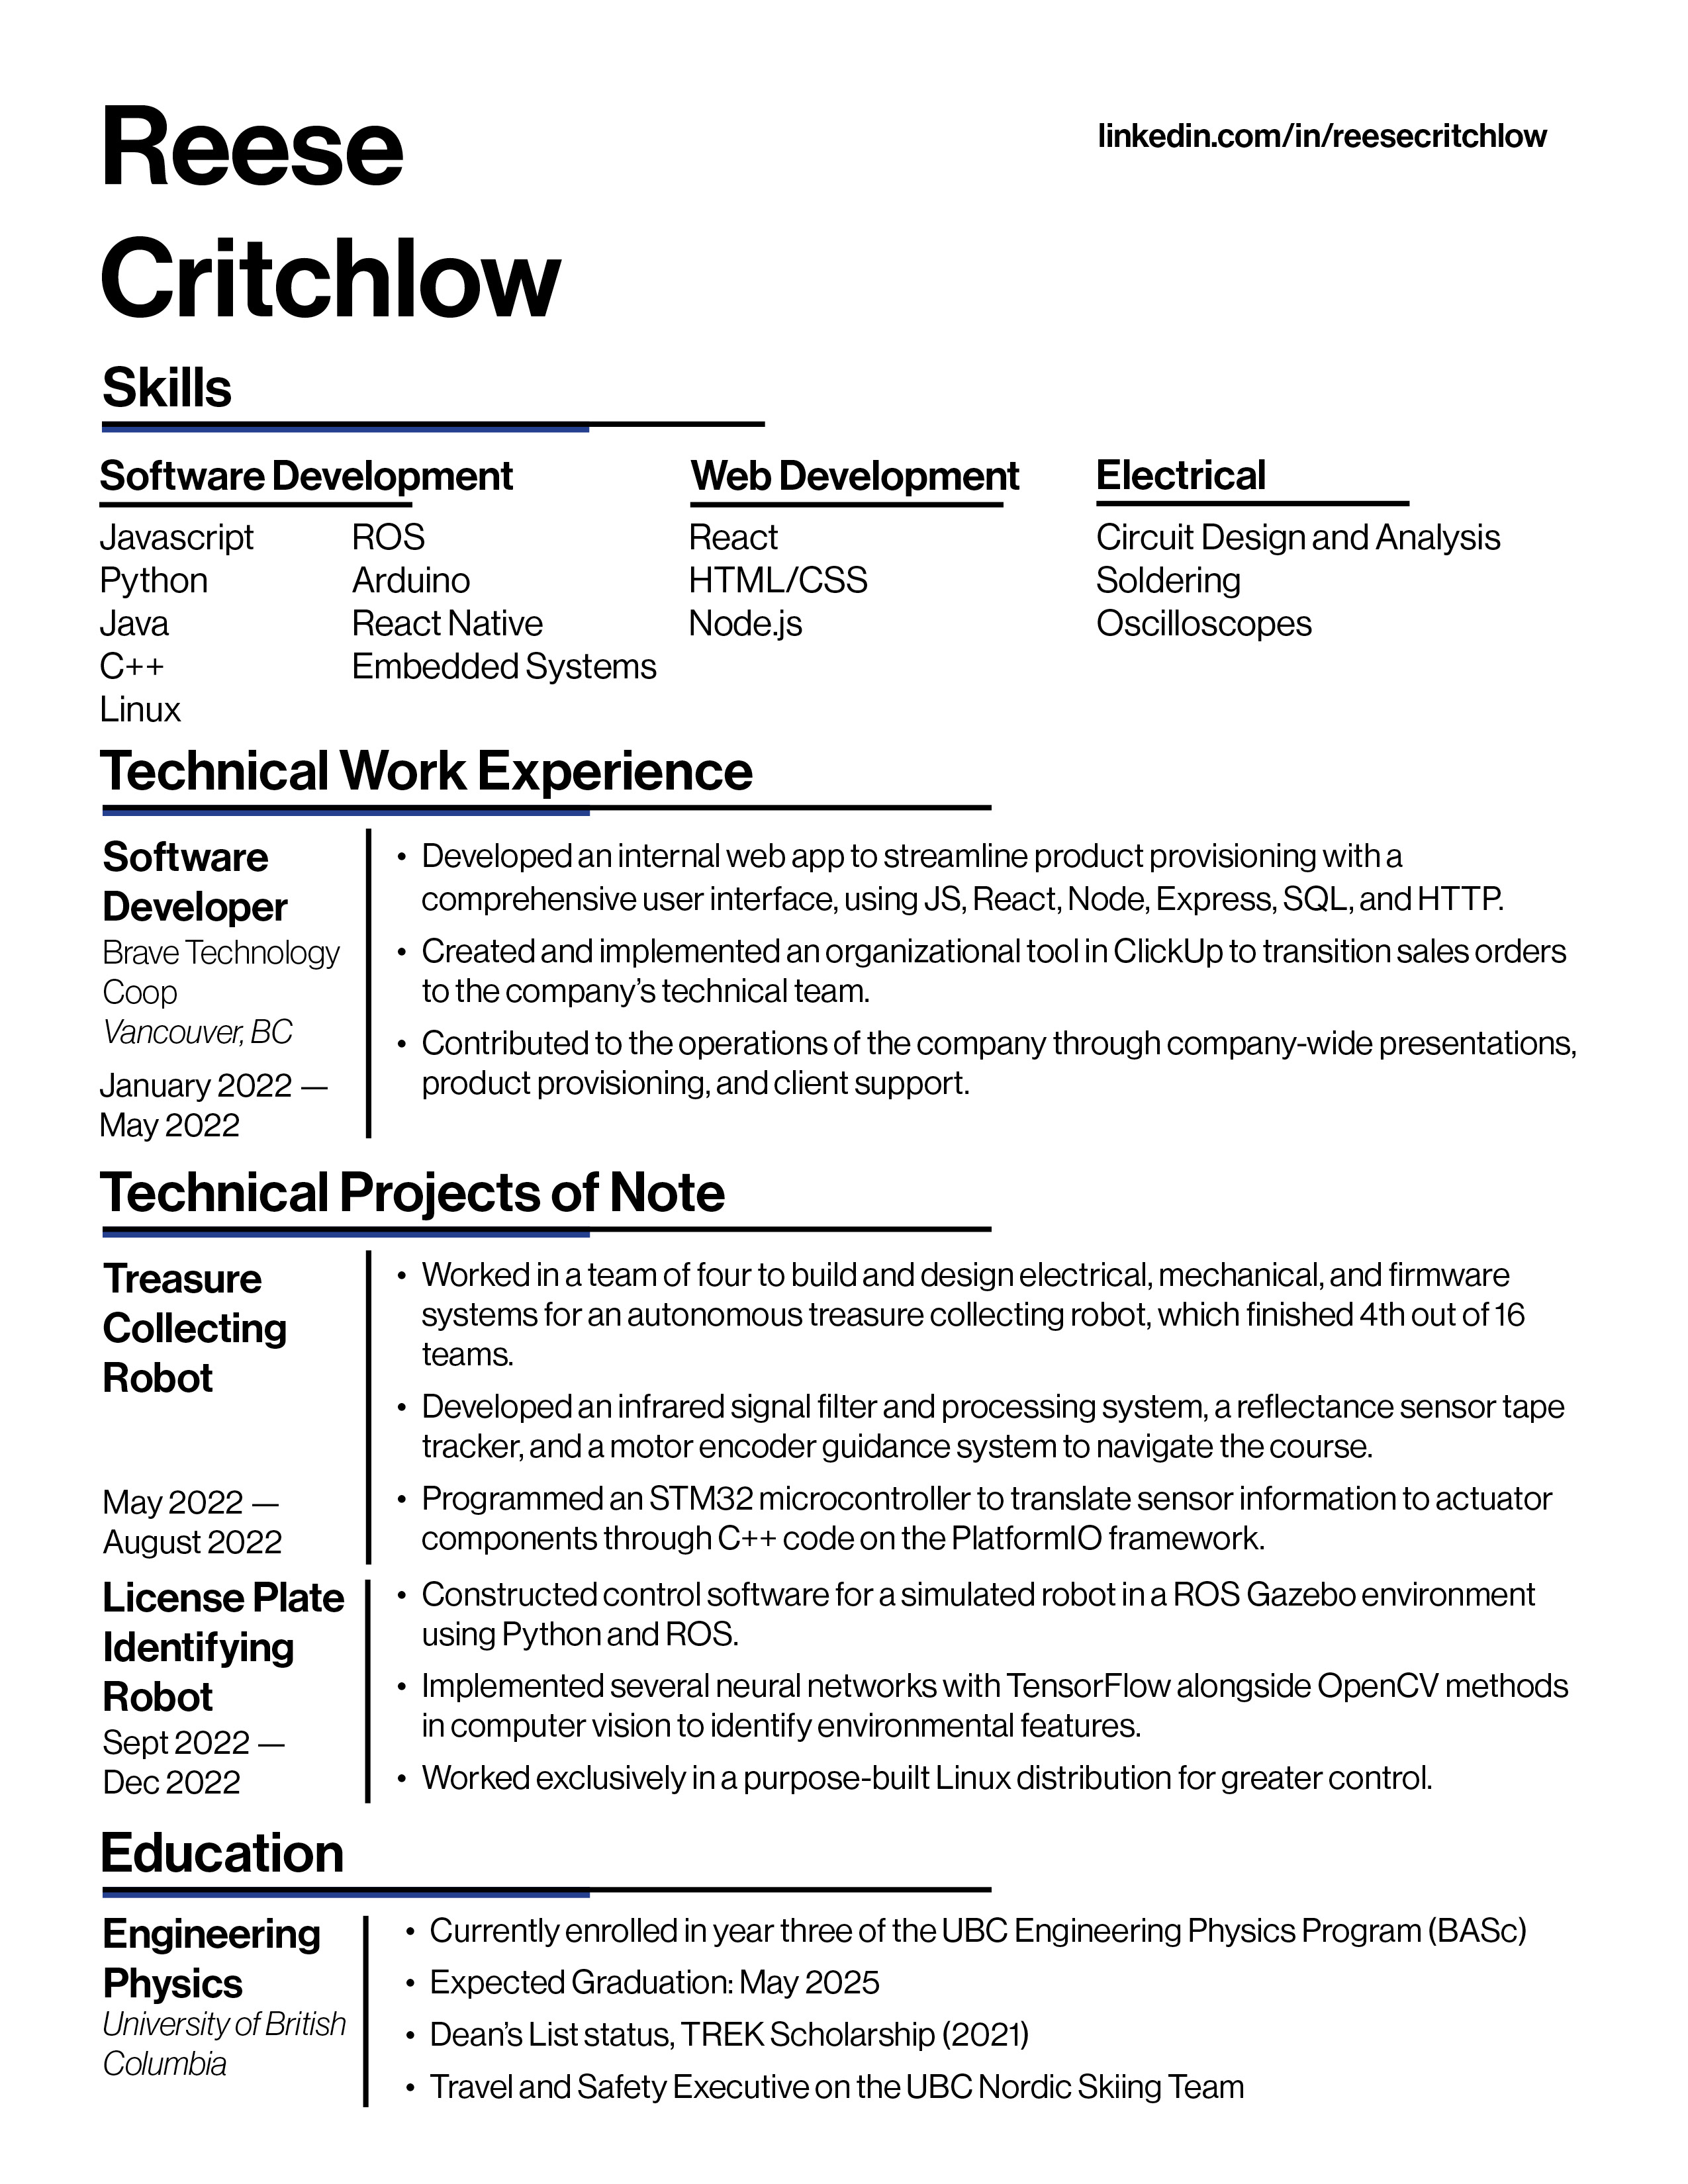 Reese
Critchlow
linkedin.com/in/reesecritchlow
Skills
Software Development
Javascript
Python
Java
C++
Linux
ROS
Arduino
React Native
Embedded Systems
Web Development
React
HTML/CSS
Node.js
Electrical
Circuit Design and Analysis
Soldering
Oscilloscopes
Technical Work Experience
Software
Developer
Brave Technology
Coop
Vancouver, BC
January 2022 —
May 2022
• Developed an internal web app to streamline product provisioning with a
comprehensive user interface, using JS, React, Node, Express, SQL, and HTTP.
• Created and implemented an organizational tool in ClickUp to transition sales orders
to the company’s technical team.
• Contributed to the operations of the company through company-wide presentations,
product provisioning, and client support.
Technical Projects of Note
Treasure
Collecting
Robot
May 2022 —
August 2022
• Worked in a team of four to build and design electrical, mechanical, and firmware
systems for an autonomous treasure collecting robot, which finished 4th out of 16
teams.
• Developed an infrared signal filter and processing system, a reflectance sensor tape
tracker, and a motor encoder guidance system to navigate the course.
• Programmed an STM32 microcontroller to translate sensor information to actuator
components through C++ code on the PlatformIO framework.
License Plate
Identifying
Robot
Sept 2022 —
Dec 2022
• Constructed control software for a simulated robot in a ROS Gazebo environment
using Python and ROS.
• Implemented several neural networks with TensorFlow alongside OpenCV methods
in computer vision to identify environmental features.
• Worked exclusively in a purpose-built Linux distribution for greater control.
Education
Engineering
Physics
University of British
Columbia
• Currently enrolled in year three of the UBC Engineering Physics Program (BASc)
• Expected Graduation: May 2025
• Dean’s List status, TREK Scholarship (2021)
• Travel and Safety Executive on the UBC Nordic Skiing Team